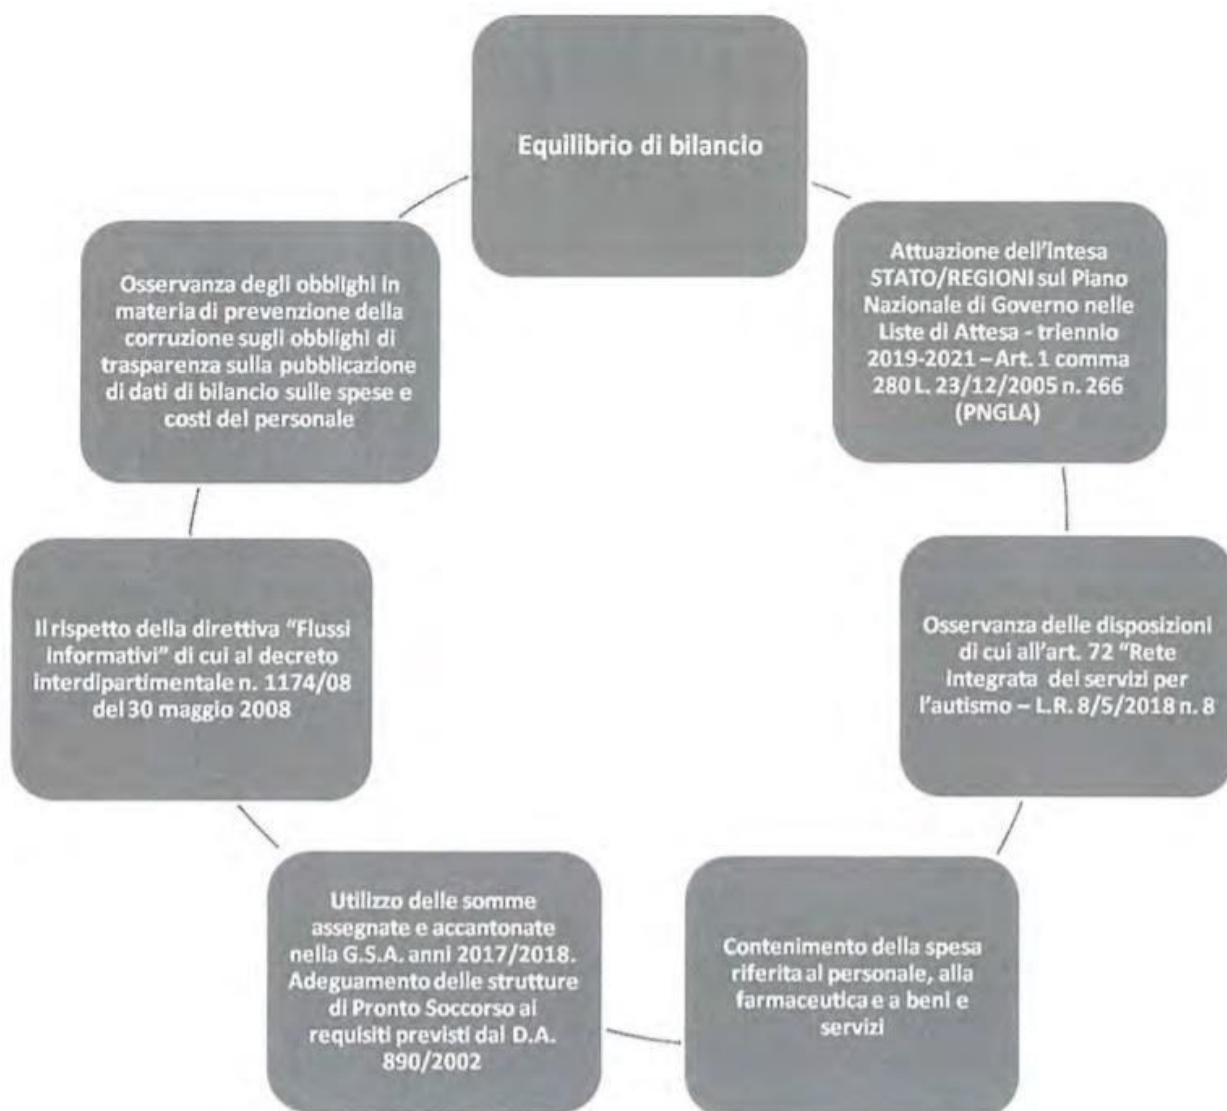 Equilibrio di bilancio
Attuazione dell'Intesa
STATO/REGIONI sul Piano
Nazionale di Governo nelle
Liste di Attesa - triennio
2019-2021 – Art. 1 comma
280 L. 23/12/2005 n. 266
(PNGLA)
Osservanza delle disposizioni
di cui all'art. 72 "Rete
integrata dei servizi per
l'autismo – L.R. 8/5/2018 n. 8
Contenimento della spesa
riferita al personale, alla
farmaceutica e a beni e
servizi
Utilizzo delle somme
assegnate e accantonate
nella G.S.A. anni 2017/2018.
Adeguamento delle strutture
di Pronto Soccorso ai
requisiti previsti dal D.A.
890/2002
Il rispetto della direttiva "Flussi
informativi" di cui al decreto
interdipartimentale n. 1174/08
del 30 maggio 2008
Osservanza degli obblighi in
materia di prevenzione della
corruzione sugli obblighi di
trasparenza sulla pubblicazione
di dati di bilancio sulle spese e
costi del personale